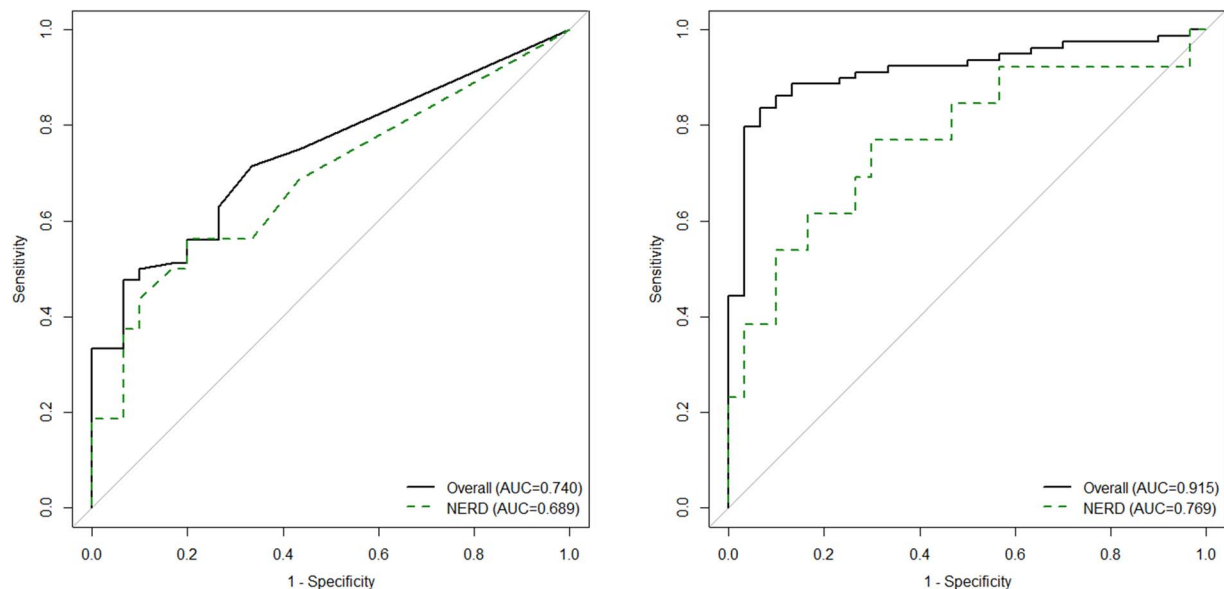 1.0
0.8
0.6
0.4
0.2
0.0
Sensitivity
Overall (AUC=0.740)
NERD (AUC=0.689)
0.0 0.2 0.4 0.6 0.8 1.0
1 - Specificity
1.0
0.8
0.6
0.4
0.2
0.0
Sensitivity
Overall (AUC=0.915)
NERD (AUC=0.769)
0.0 0.2 0.4 0.6 0.8 1.0
1 - Specificity